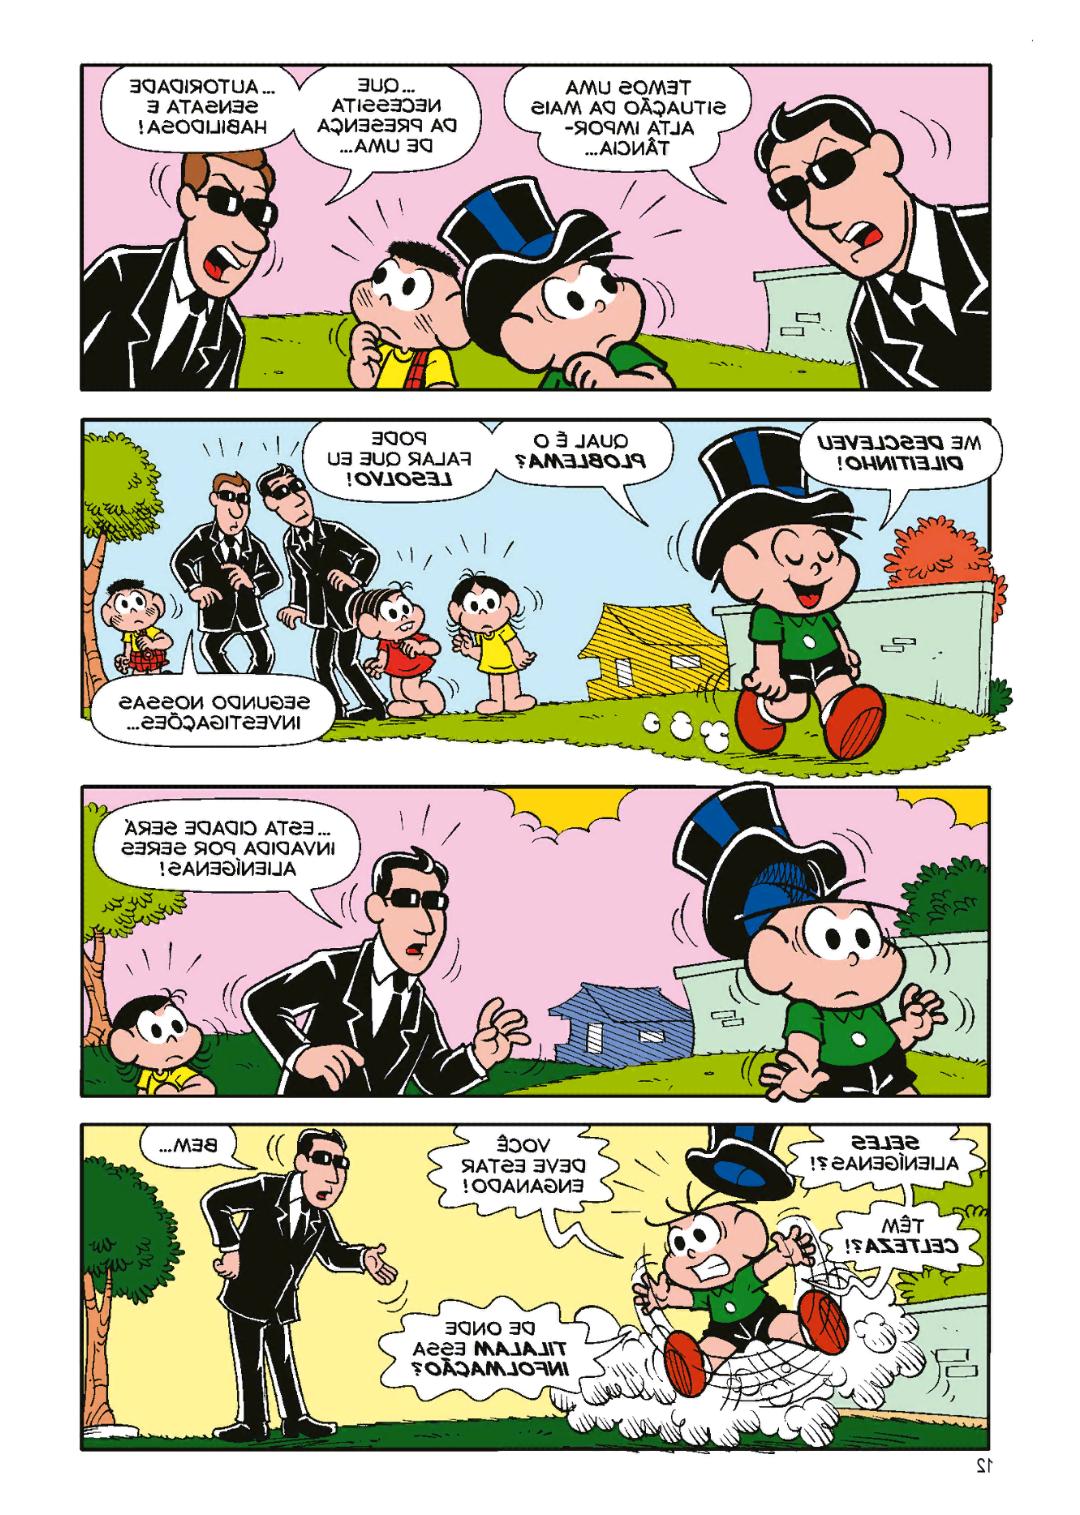 TEMOS UMA
SITUAÇÃO DA MAIS
ALTA IMPOR-
TÂNCIA...
... QUE
NECESSITA
DA PRESENÇA
DE UMA...
... AUTORIDADE
SENSATA E
HABILIDOSA!
ME DESCLEVEU
DILEITINHO!
QUAL É O
PLOBLEMA?
PODE
FALAR QUE EU
LESOLVO!
SEGUNDO NOSSAS
INVESTIGAÇÕES...
... ESTA CIDADE SERÁ
INVADIDA POR SERES
ALIENÍGENAS!
SELES
ALIENÍGENAS?!
TÊM
CELTEZA?!
VOCÊ
DEVE ESTAR
ENGANADO!
DE ONDE
TILALAM ESSA
INFOLMAÇÃO?
BEM...
12